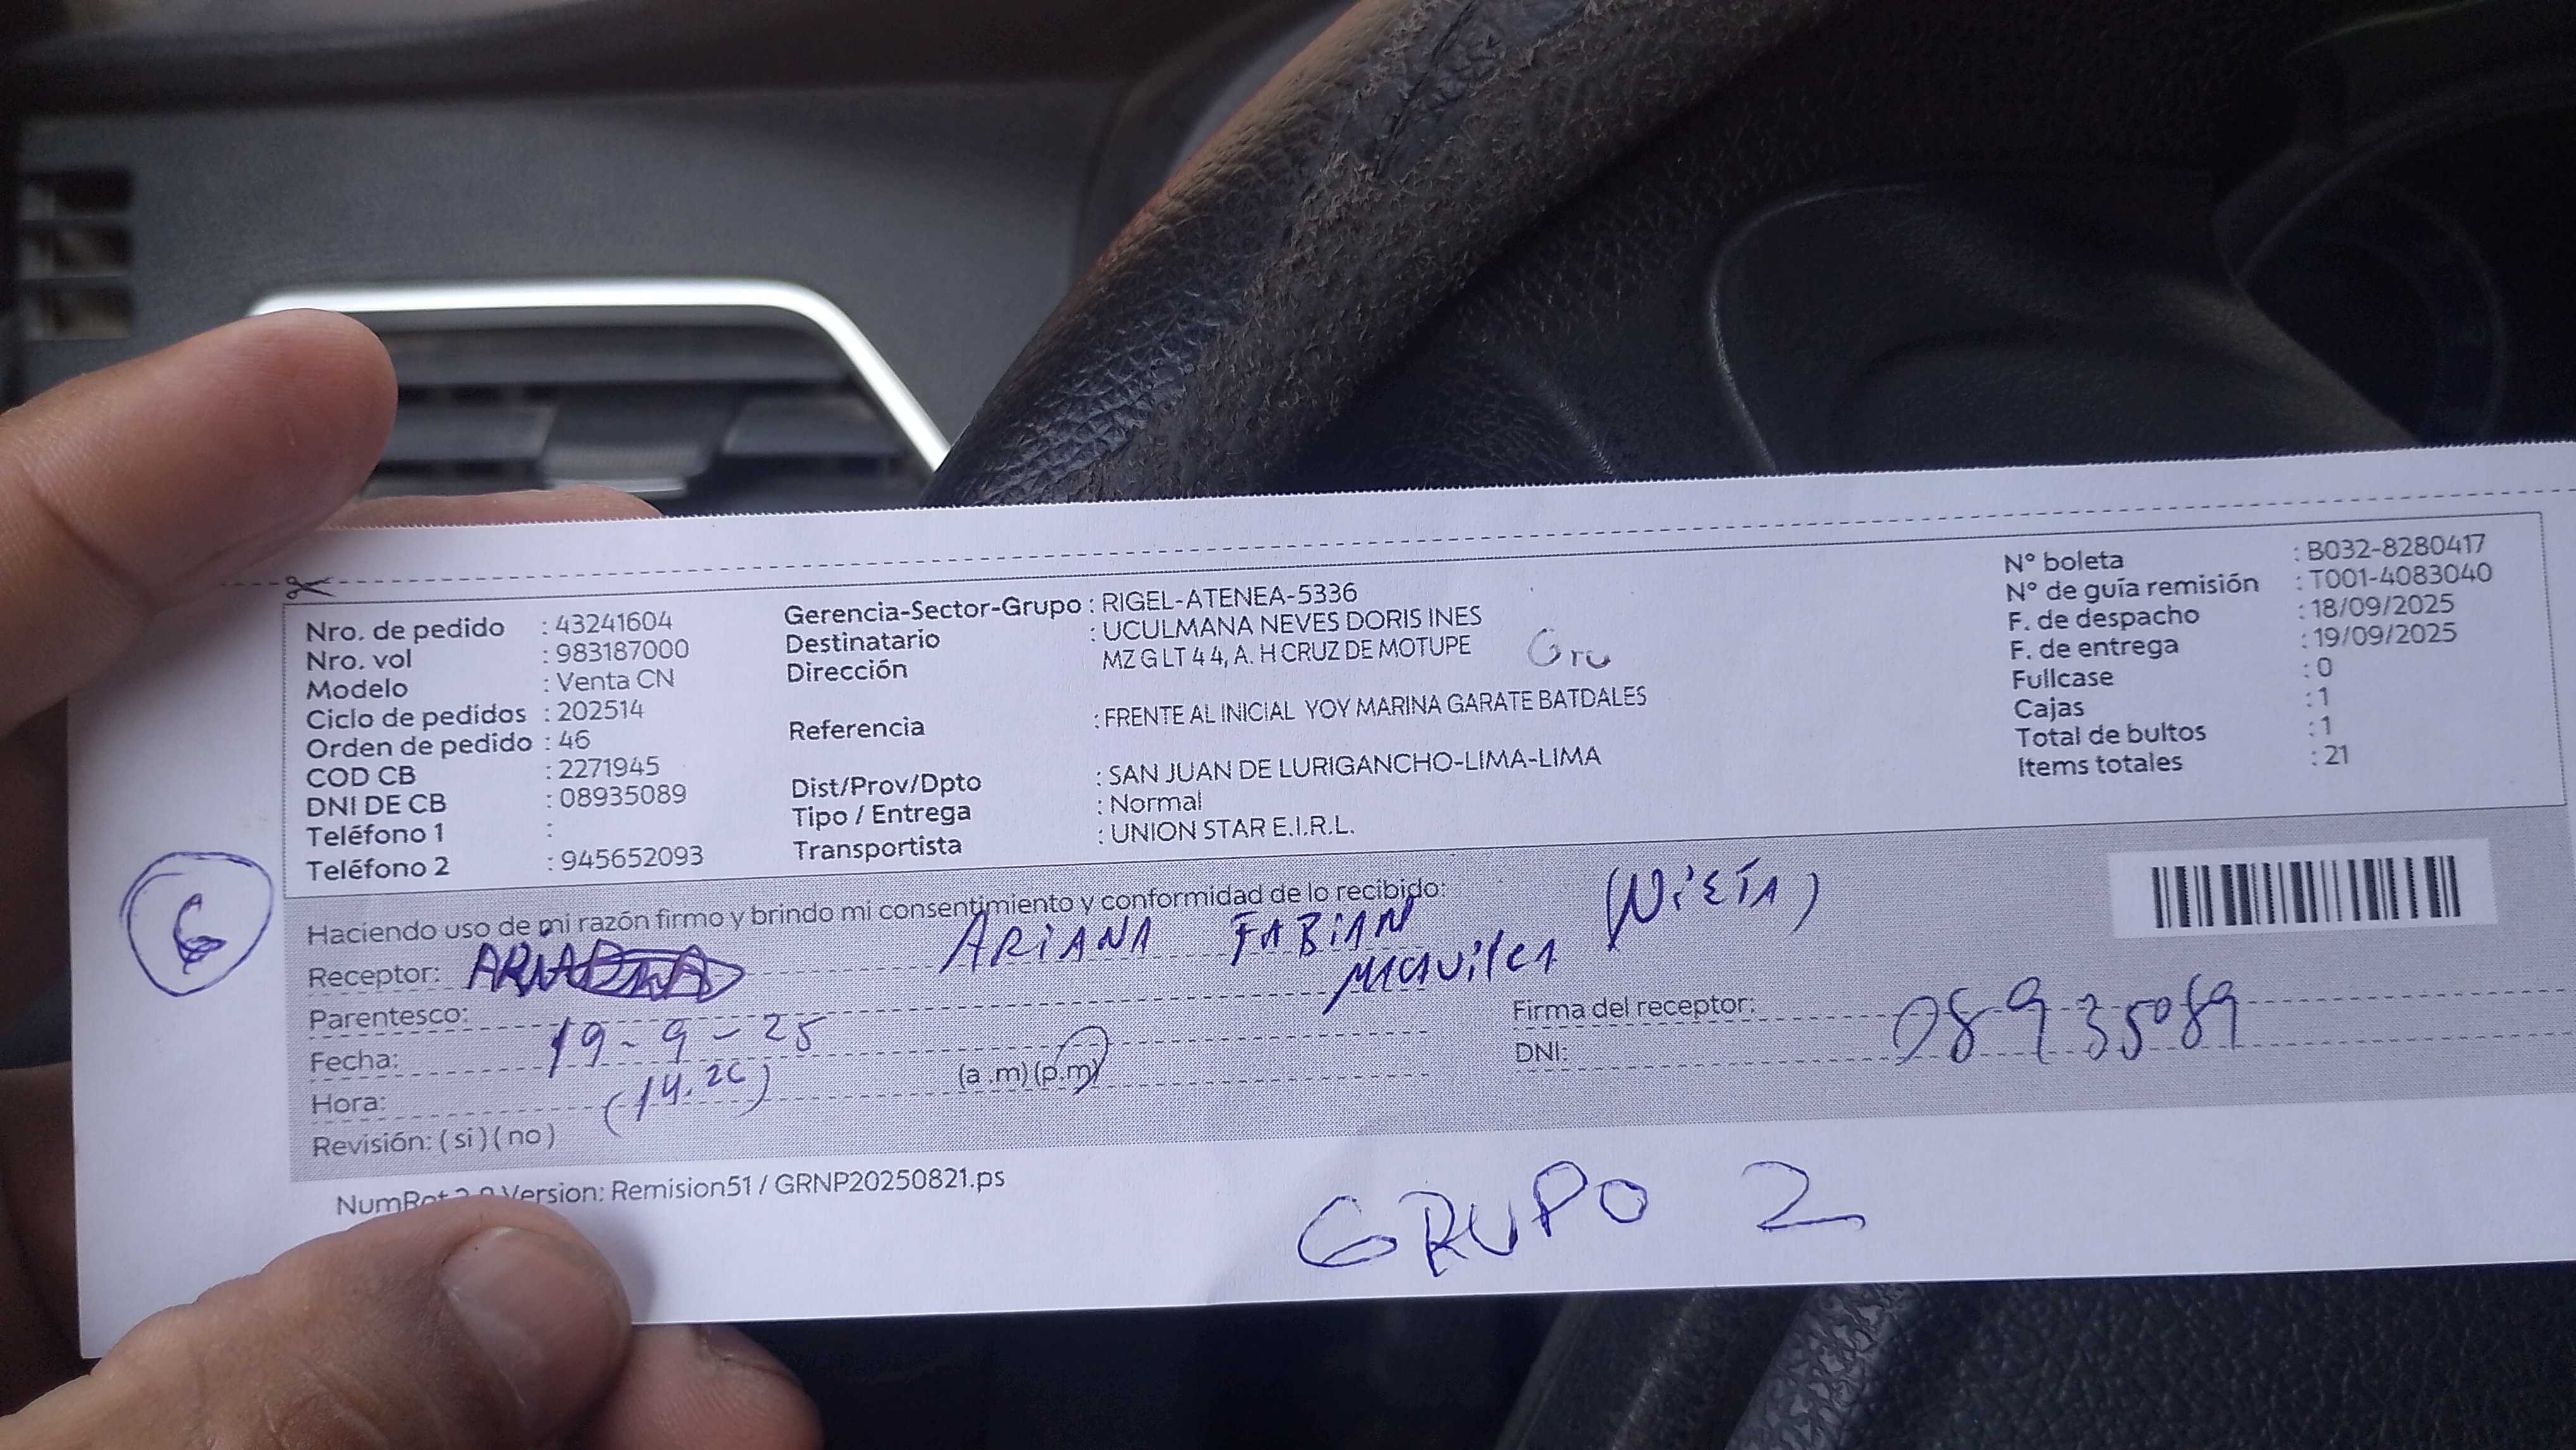 Nro. de pedido : 43241604
Nro. vol : 983187000
Modelo : Venta CN
Ciclo de pedidos : 202514
Orden de pedido : 46
COD CB : 2271945
DNI DE CB : 08935089
Teléfono 1 :
Teléfono 2 : 945652093
Gerencia-Sector-Grupo : RIGEL-ATENEA-5336
Destinatario : UCULMANA NEVES DORIS INES
Dirección MZ G LT 4 4, A. H CRUZ DE MOTUPE
Gru
Referencia : FRENTE AL INICIAL YOY MARINA GARATE BATDALES
Dist/Prov/Dpto : SAN JUAN DE LURIGANCHO-LIMA-LIMA
Tipo / Entrega : Normal
Transportista : UNION STAR E.I.R.L.
N° boleta : B032-8280417
N° de guía remisión : T001-4083040
F. de despacho : 18/09/2025
F. de entrega : 19/09/2025
Fullcase : 0
Cajas : 1
Total de bultos : 1
Items totales : 21
Haciendo uso de mi razón firmo y brindo mi consentimiento y conformidad de lo recibido:
Receptor: ARIANA FABIAN (NIETA)
Parentesco:
Fecha: 19-9-25
Hora: (a.m) (p.m)
Revisión: ( si ) ( no )
Firma del receptor:
DNI: 08935089
Version: Remision51 / GRNP20250821.ps
GRUPO 2